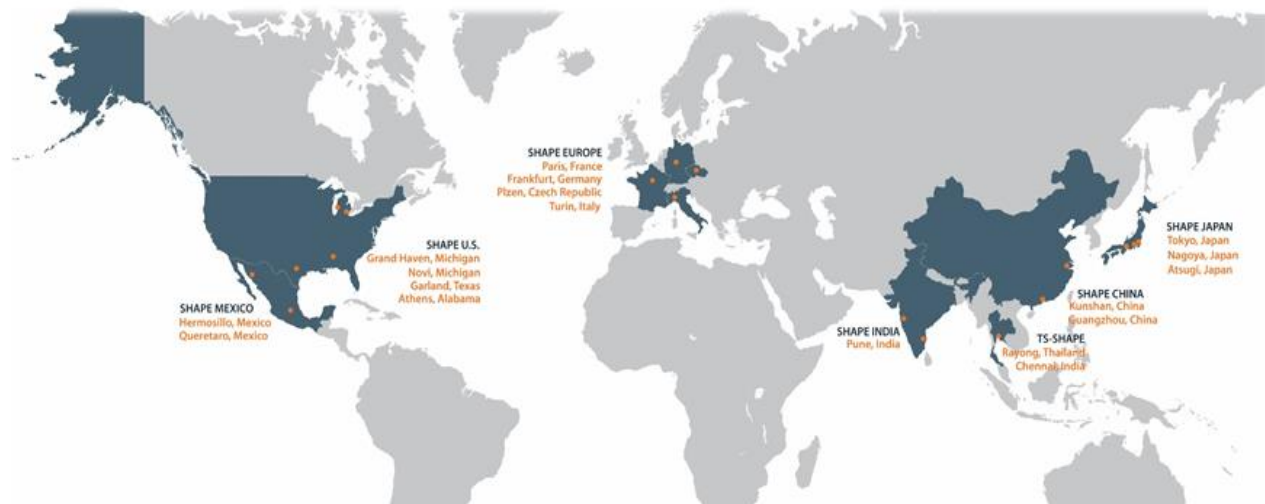 SHAPE EUROPE
Paris, France
Frankfurt, Germany
Plzen, Czech Republic
Turin, Italy
SHAPE U.S.
Grand Haven, Michigan
Novi, Michigan
Garland, Texas
Athens, Alabama
SHAPE MEXICO
Hermosillo, Mexico
Queretaro, Mexico
SHAPE JAPAN
Tokyo, Japan
Nagoya, Japan
Atsugi, Japan
SHAPE CHINA
Kunshan, China
Guangzhou, China
SHAPE INDIA
Pune, India
TS-SHAPE
Rayong, Thailand
Chennai, India